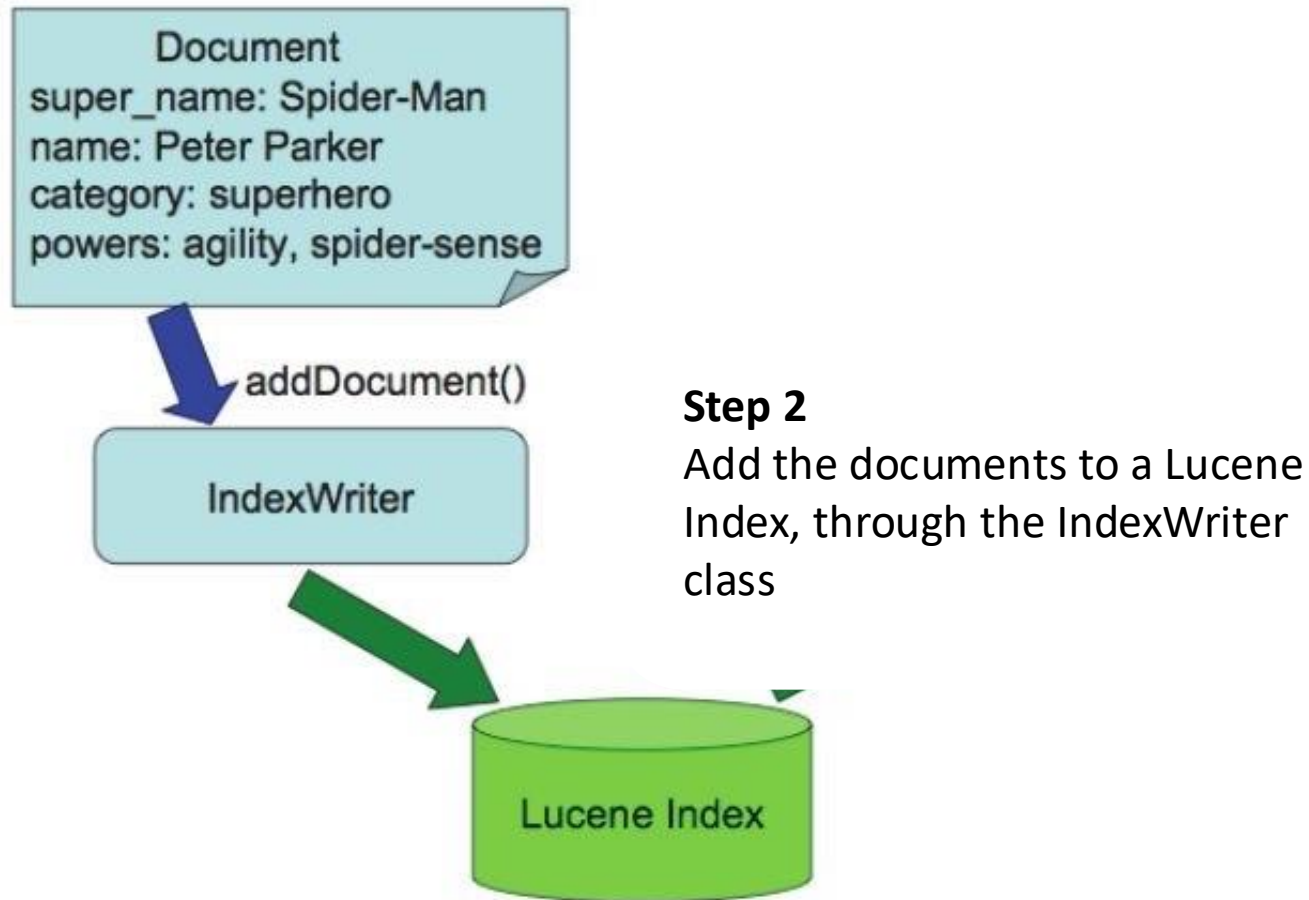 Document
super_name: Spider-Man
name: Peter Parker
category: superhero
powers: agility, spider-sense
addDocument()
IndexWriter
Step 2
Add the documents to a Lucene
Index, through the IndexWriter
class
Lucene Index